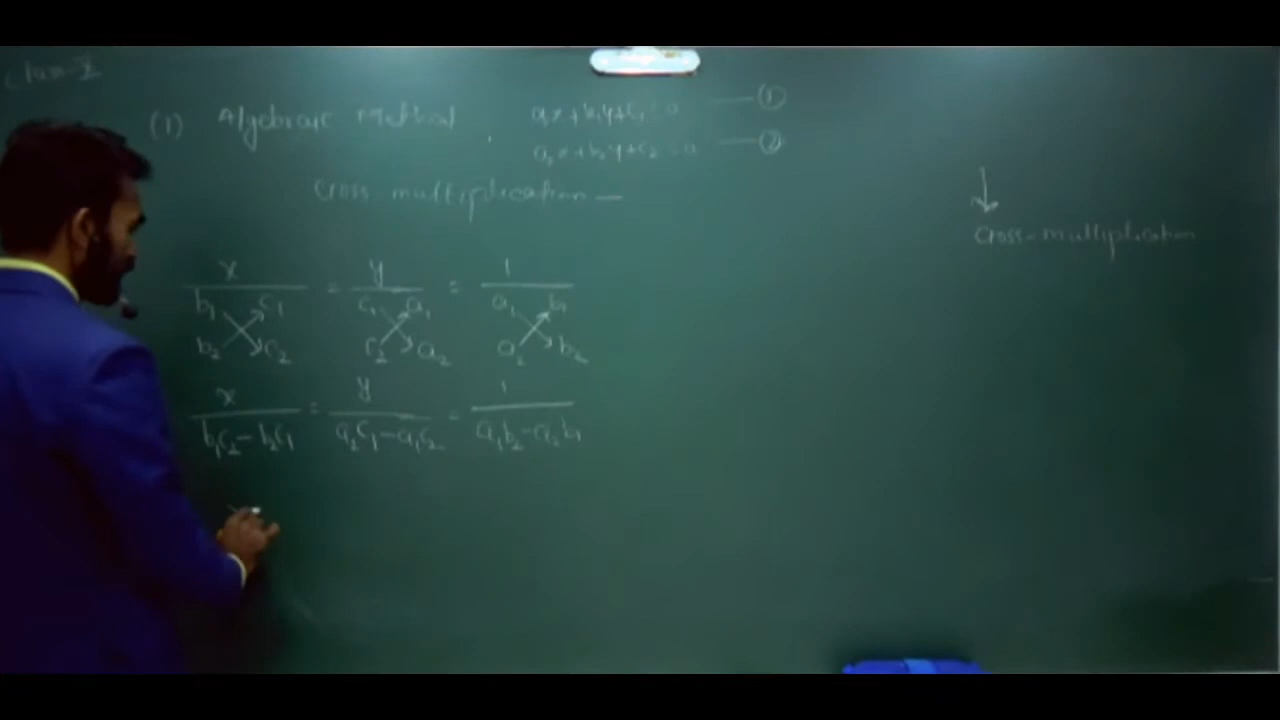 Class-X
(1) Algebraic Method , a₁x+b₁y+c₁=0 — ①
a₂x+b₂y+c₂=0 — ②
Cross multiplication —
↓
Cross-multiplication
x = y = 1
b₁ c₁ c₁ a₁ a₁ b₁
b₂ c₂ c₂ a₂ a₂ b₂
x = y = 1
b₁c₂-b₂c₁ a₂c₁-a₁c₂ a₁b₂-a₂b₁